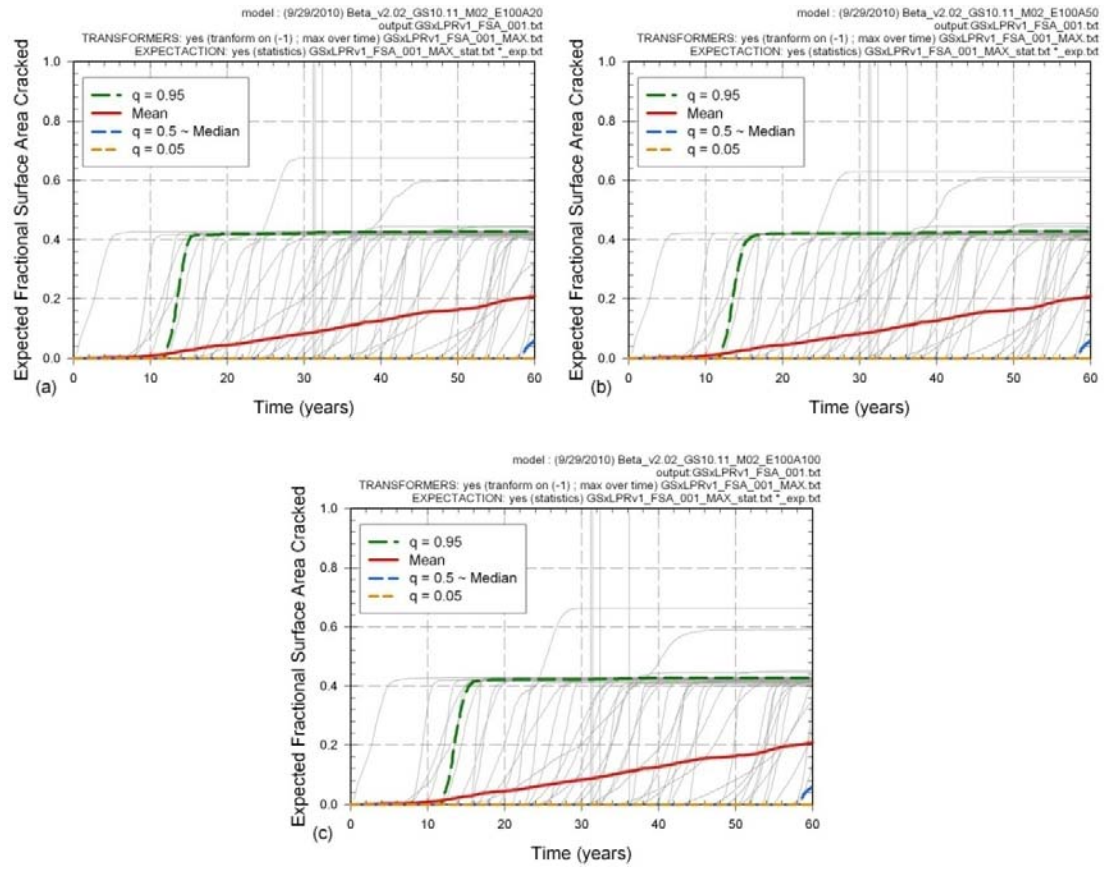 model : (9/29/2010) Beta_v2.02_GS10.11_M02_E100A20
output:GSxLPRv1_FSA_001.txt
TRANSFORMERS: yes (tranform on (-1) ; max over time) GSxLPRv1_FSA_001_MAX.txt
EXPECTACTION: yes (statistics) GSxLPRv1_FSA_001_MAX_stat.txt *_exp.txt
Expected Fractional Surface Area Cracked
1.0
0.8
0.6
0.4
0.2
0.0
q = 0.95
Mean
q = 0.5 ~ Median
q = 0.05
0 10 20 30 40 50 60
(a)
Time (years)
model : (9/29/2010) Beta_v2.02_GS10.11_M02_E100A50
output:GSxLPRv1_FSA_001.txt
TRANSFORMERS: yes (tranform on (-1) ; max over time) GSxLPRv1_FSA_001_MAX.txt
EXPECTACTION: yes (statistics) GSxLPRv1_FSA_001_MAX_stat.txt *_exp.txt
Expected Fractional Surface Area Cracked
1.0
0.8
0.6
0.4
0.2
0.0
q = 0.95
Mean
q = 0.5 ~ Median
q = 0.05
0 10 20 30 40 50 60
(b)
Time (years)
model : (9/29/2010) Beta_v2.02_GS10.11_M02_E100A100
output:GSxLPRv1_FSA_001.txt
TRANSFORMERS: yes (tranform on (-1) ; max over time) GSxLPRv1_FSA_001_MAX.txt
EXPECTACTION: yes (statistics) GSxLPRv1_FSA_001_MAX_stat.txt *_exp.txt
Expected Fractional Surface Area Cracked
1.0
0.8
0.6
0.4
0.2
0.0
q = 0.95
Mean
q = 0.5 ~ Median
q = 0.05
0 10 20 30 40 50 60
(c)
Time (years)